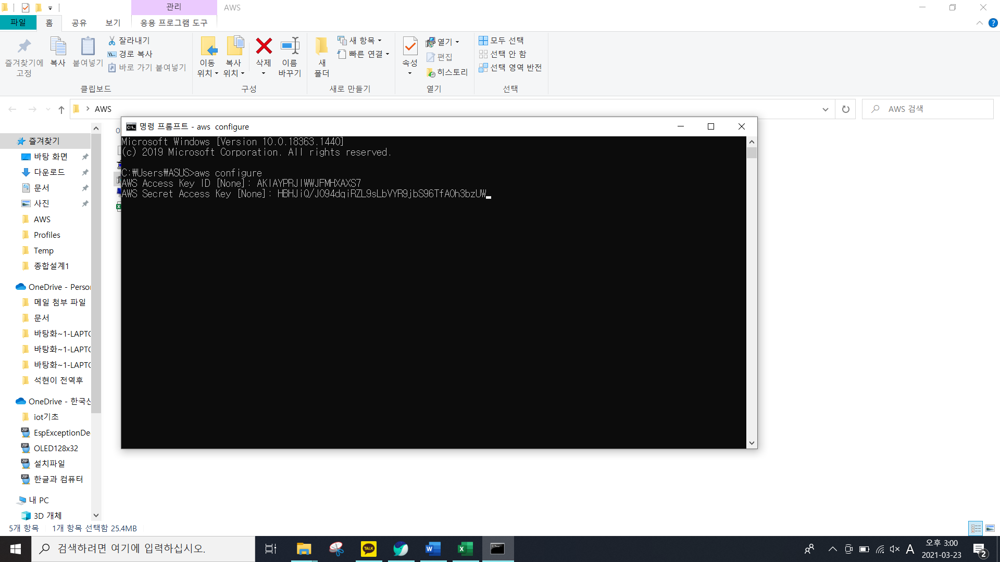 관리
AWS
파일
홈
공유
보기
응용 프로그램 도구
즐겨찾기에
고정
복사
붙여넣기
잘라내기
경로 복사
바로 가기 붙여넣기
클립보드
이동
위치
복사
위치
삭제
이름
바꾸기
구성
새
폴더
새 항목
빠른 연결
새로 만들기
속성
열기
편집
히스토리
열기
모두 선택
선택 안 함
선택 영역 반전
선택
AWS
AWS 검색
즐겨찾기
바탕 화면
다운로드
문서
사진
AWS
Profiles
Temp
종합설계1
OneDrive - Person
메일 첨부 파일
문서
바탕화~1-LAPTO
바탕화~1-LAPTO
바탕화~1-LAPTO
석현이 전역후
OneDrive - 한국산
iot기초
EspExceptionDe
OLED128x32
설치파일
한글과 컴퓨터
내 PC
3D 개체
명령 프롬프트 - aws  configure
Microsoft Windows [Version 10.0.18363.1440]
(c) 2019 Microsoft Corporation. All rights reserved.
C:₩Users₩ASUS>aws configure
AWS Access Key ID [None]:
AWS Secret Access Key [None]:
5개 항목
1개 항목 선택함 25.4MB
검색하려면 여기에 입력하십시오.
TALK
A
오후 3:00
2021-03-23
2